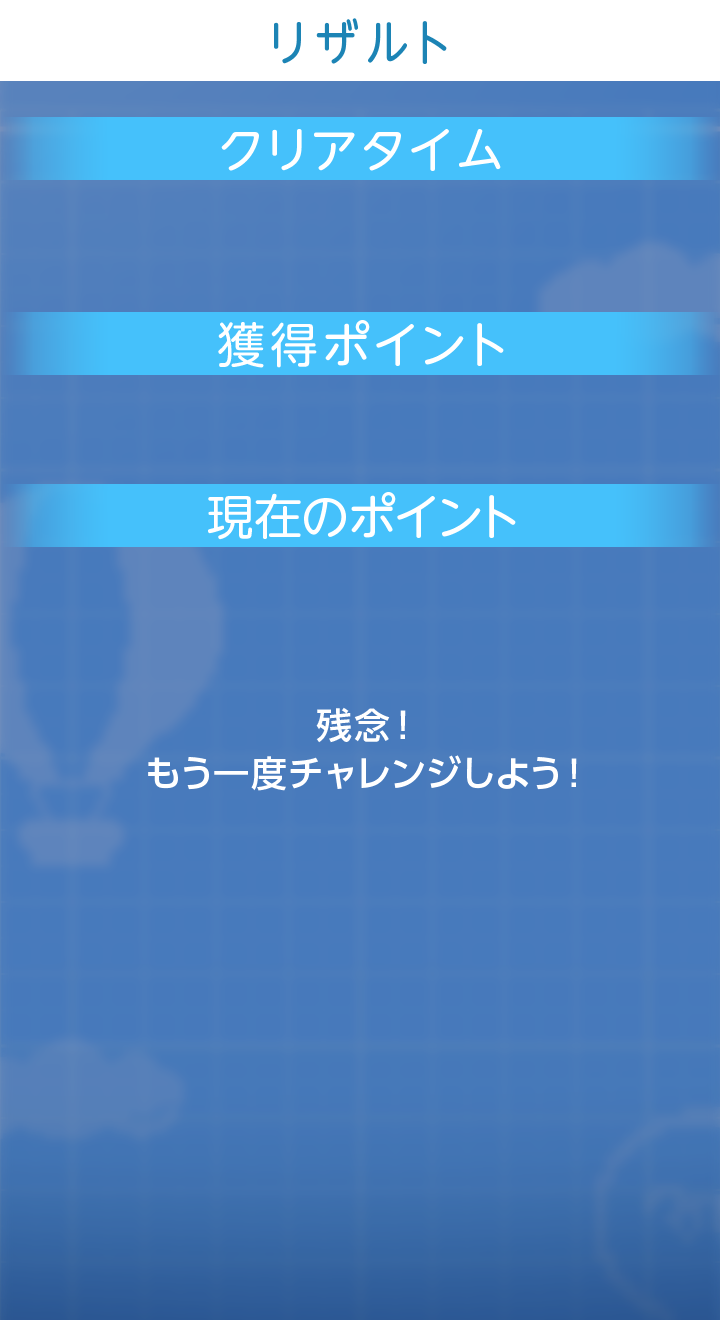 リザルト
クリアタイム
獲得ポイント
現在のポイント
残念！
もう一度チャレンジしよう！